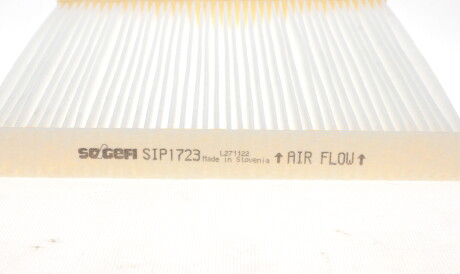 SOGEFI SIP1723 L271122 ↑ AIR FLOW ↑
Made in Slovenia